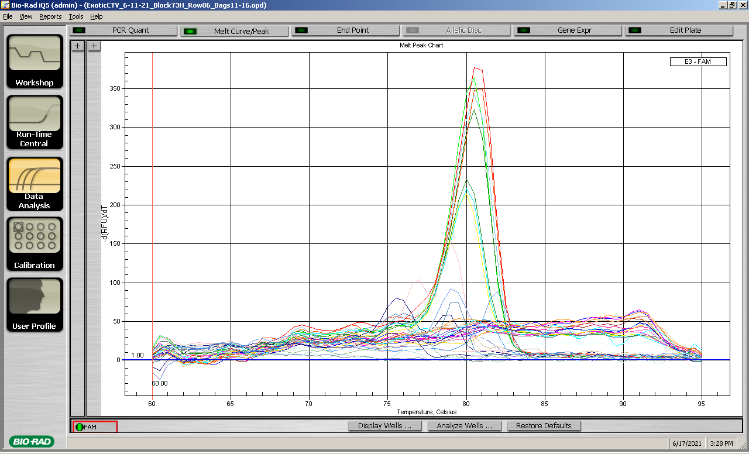 Bio-Rad iQ5 (admin) - (ExoticCTV_6-11-21_BlockT3H_Row06_Bags11-16.opd)
File View Reports Tools Help
PCR Quant Melt Curve/Peak End Point Allelic Disc Gene Expr Edit Plate
Workshop
Run-Time
Central
Data
Analysis
Calibration
User Profile
Melt Peak Chart
E3 - FAM
-d(RFU)/dT
350
300
250
200
150
100
50
0
1.00
60.00
60 65 70 75 80 85 90 95
Temperature, Celsius
FAM
Display Wells ... Analyze Wells ... Restore Defaults
BIO-RAD
6/17/2021 3:28 PM